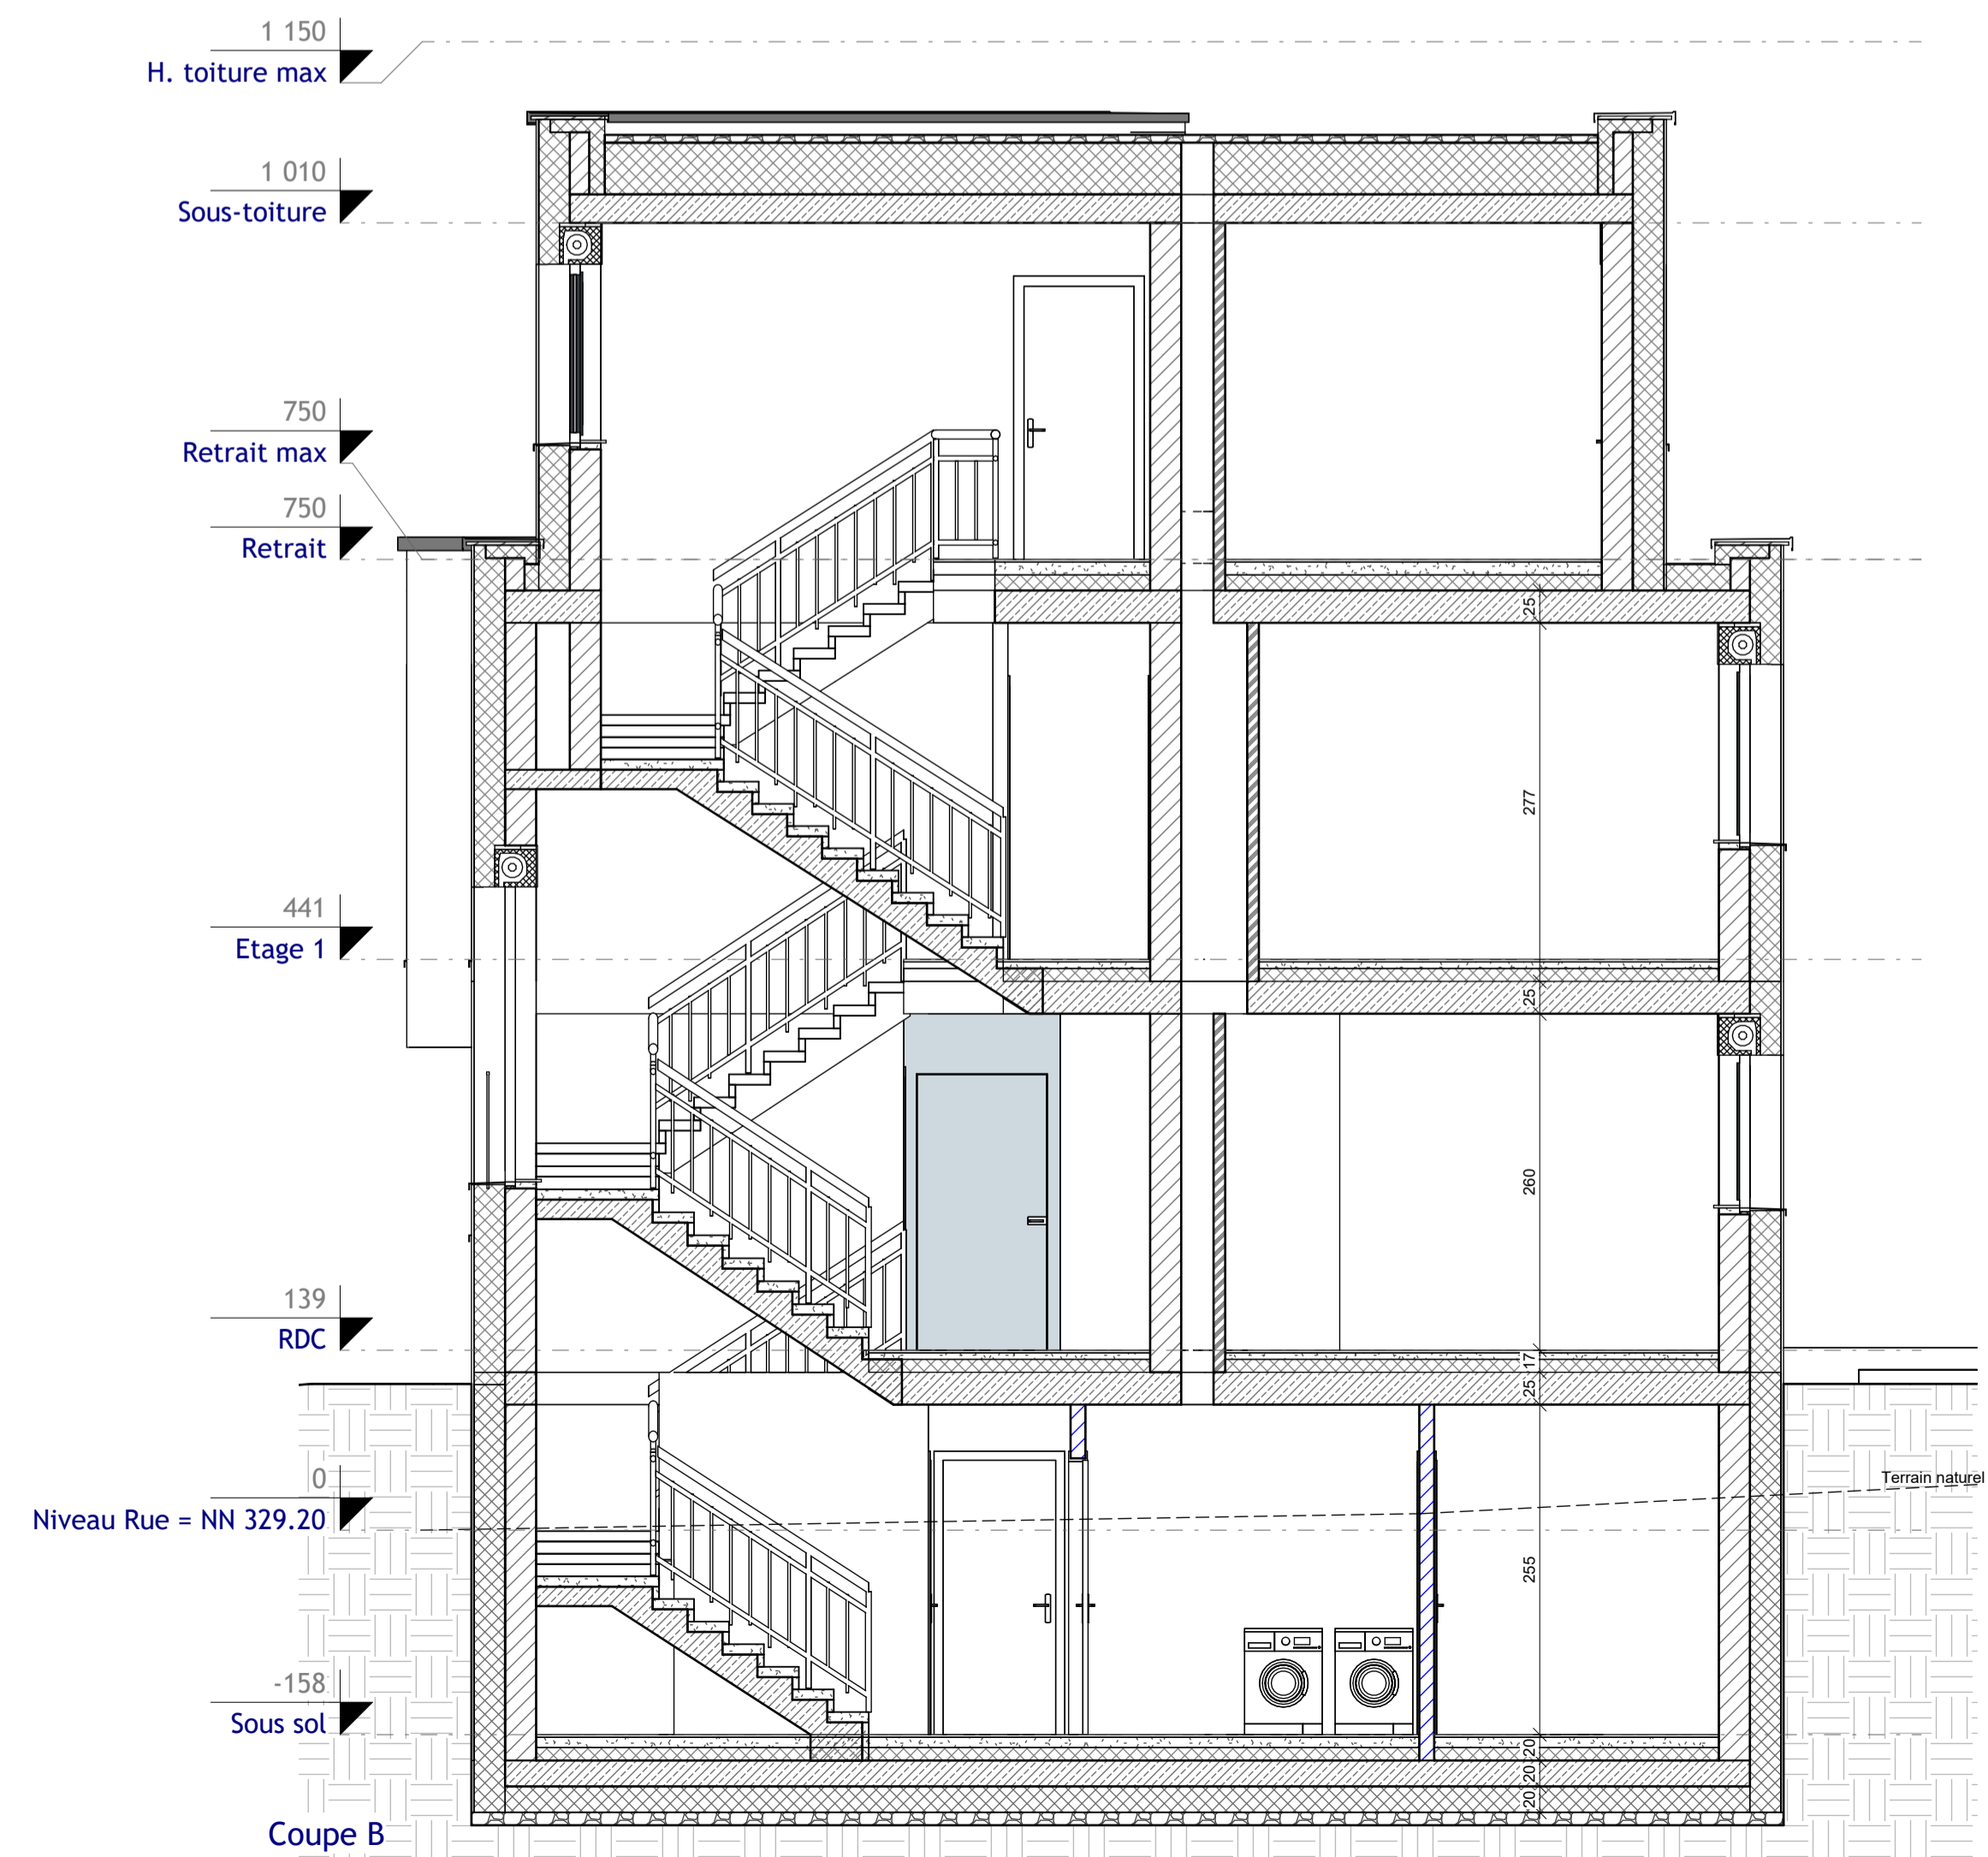 1 150
H. toiture max
1 010
Sous-toiture
750
Retrait max
750
Retrait
25
277
441
Etage 1
25
260
139
RDC
17
25
0
Niveau Rue = NN 329.20
Terrain naturel
255
-158
Sous sol
20
20
20
Coupe B